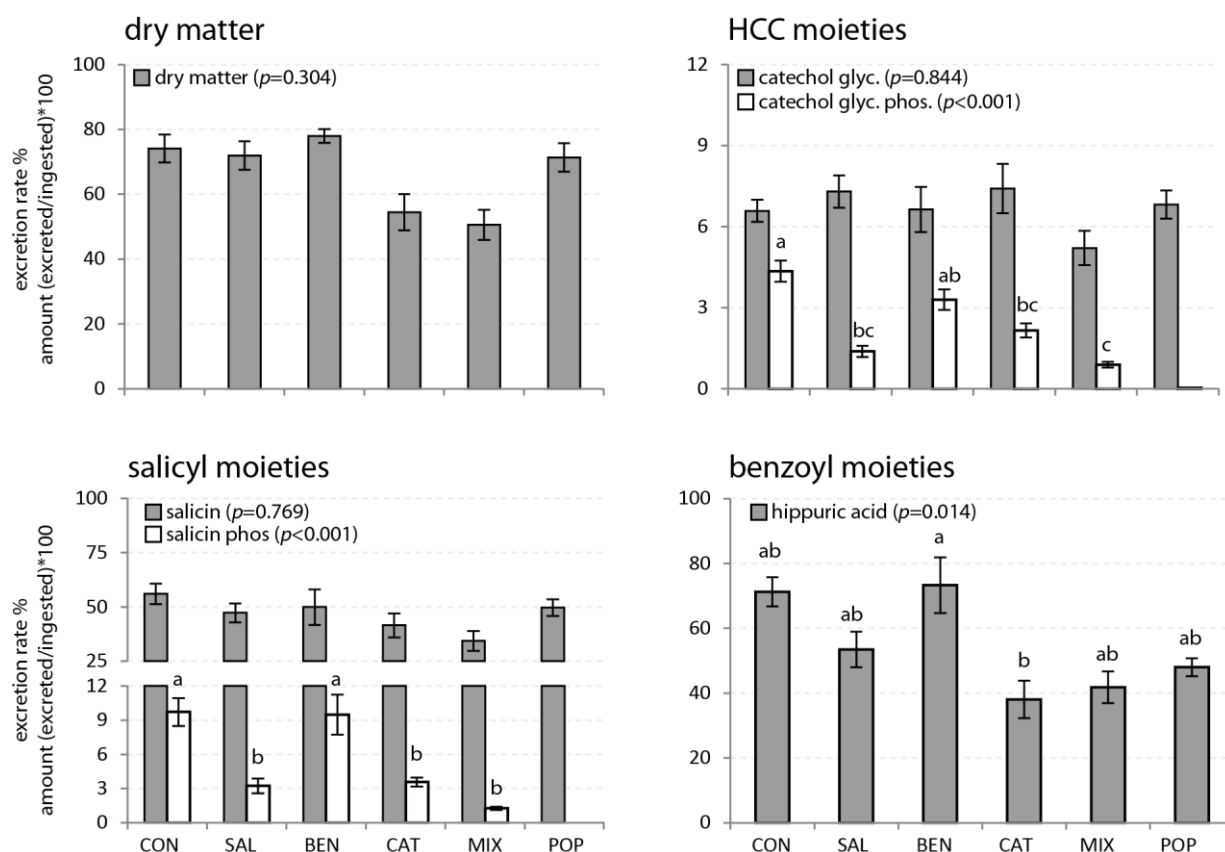 dry matter
excretion rate %
amount (excreted/ingested)*100
100
80
60
40
20
0
dry matter (p=0.304)
HCC moieties
12
9
6
3
0
catechol glyc. (p=0.844)
catechol glyc. phos. (p<0.001)
a
bc
ab
bc
c
salicyl moieties
excretion rate %
amount (excreted/ingested)*100
100
75
50
25
12
9
6
3
0
salicin (p=0.769)
salicin phos (p<0.001)
a
b
a
b
b
CON SAL BEN CAT MIX POP
benzoyl moieties
100
80
60
40
20
0
hippuric acid (p=0.014)
ab
ab
a
b
ab
ab
CON SAL BEN CAT MIX POP